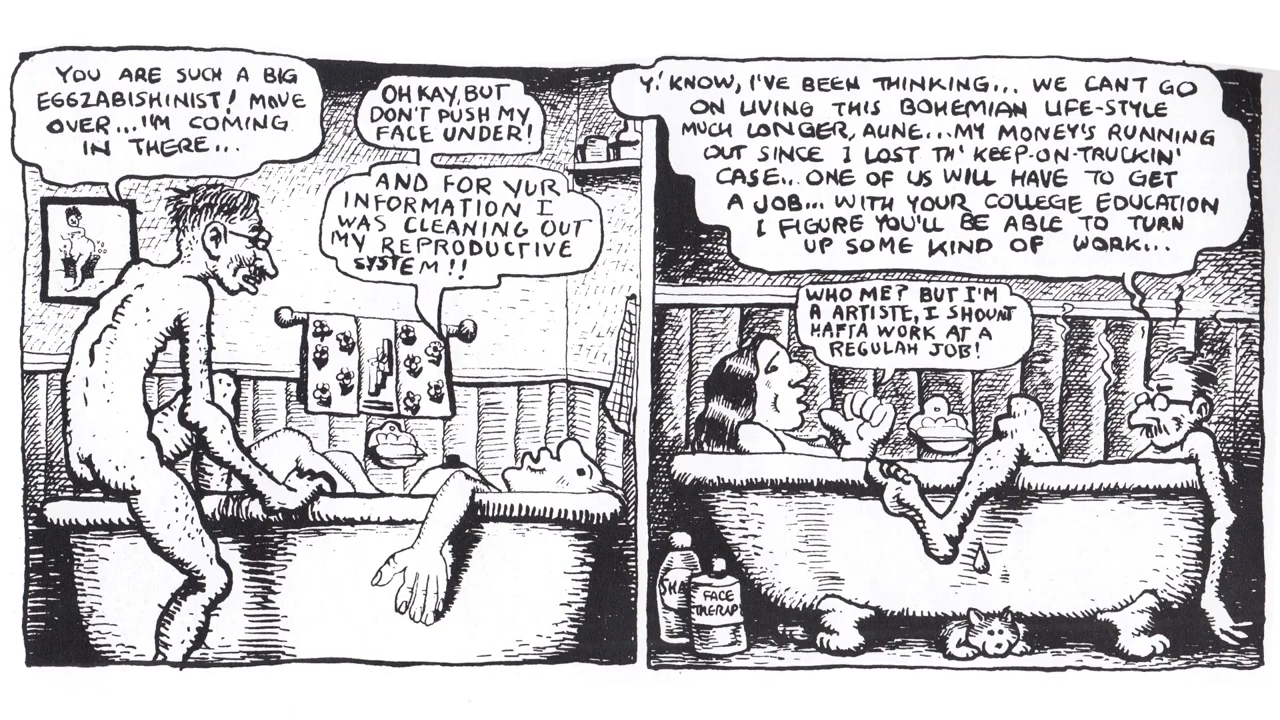 YOU ARE SUCH A BIG
EGGZABISHINIST! MOVE
OVER...I'M COMING
IN THERE...
OH KAY, BUT
DON'T PUSH MY
FACE UNDER!
AND FOR YUR
INFORMATION I
WAS CLEANING OUT
MY REPRODUCTIVE
SYSTEM!!
Y' KNOW, I'VE BEEN THINKING... WE CAN'T GO
ON LIVING THIS BOHEMIAN LIFE-STYLE
MUCH LONGER, ALINE...MY MONEY'S RUNNING
OUT SINCE I LOST TH' KEEP-ON-TRUCKIN'
CASE... ONE OF US WILL HAVE TO GET
A JOB... WITH YOUR COLLEGE EDUCATION
I FIGURE YOU'LL BE ABLE TO TURN
UP SOME KIND OF WORK...
WHO ME? BUT I'M
A ARTISTE, I SHOUNT
HAFTA WORK AT A
REGULAH JOB!
SHA
FACE
THERAP